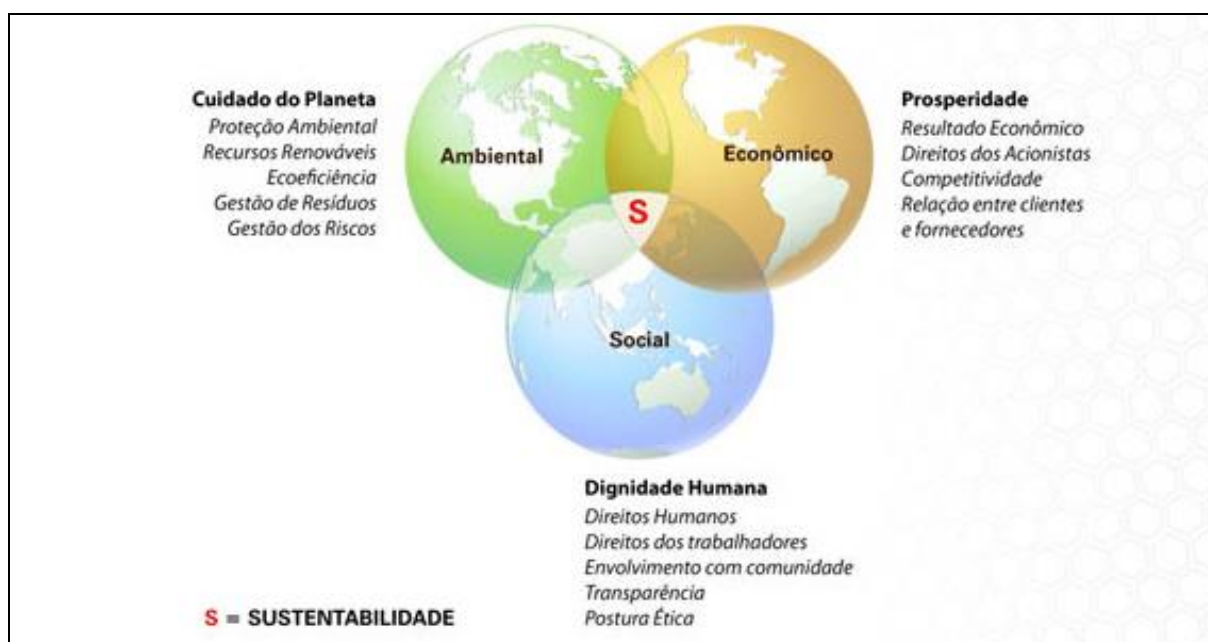 Cuidado do Planeta
Proteção Ambiental
Recursos Renováveis
Ecoeficiência
Gestão de Resíduos
Gestão dos Riscos
Ambiental
Econômico
S
Social
Prosperidade
Resultado Econômico
Direitos dos Acionistas
Competitividade
Relação entre clientes
e fornecedores
Dignidade Humana
Direitos Humanos
Direitos dos trabalhadores
Envolvimento com comunidade
Transparência
Postura Ética
S = SUSTENTABILIDADE